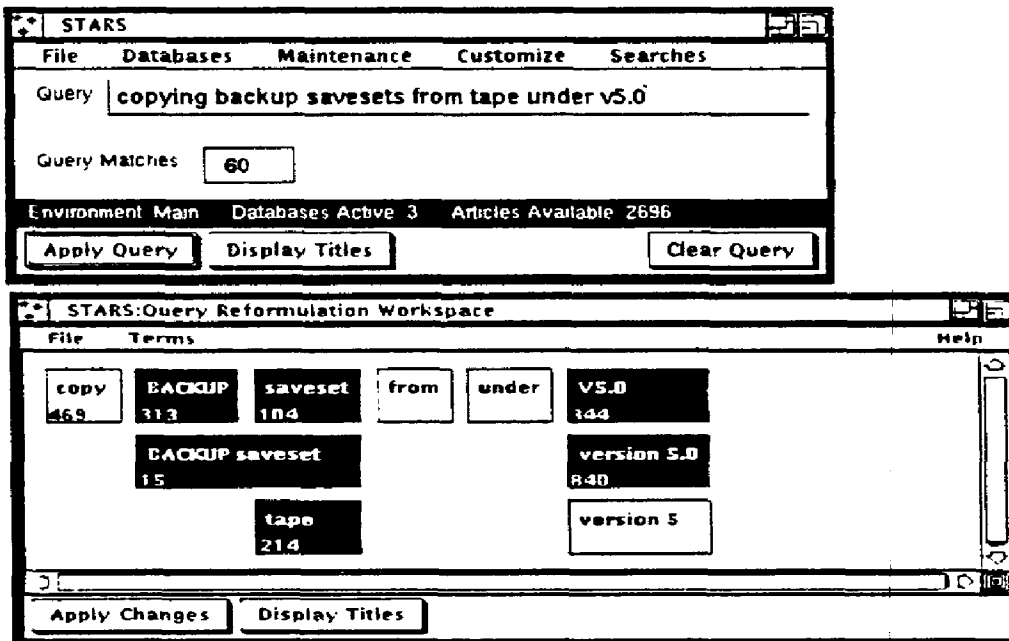 STARS
File Databases Maintenance Customize Searches
Query copying backup savesets from tape under v5.0
Query Matches 60
Environment Main Databases Active 3 Articles Available 2696
Apply Query Display Titles Clear Query
STARS:Query Reformulation Workspace
File Terms Help
copy BACKUP saveset from under V5.0
469 313 104 344
BACKUP saveset version 5.0
15 840
tape version 5
214
Apply Changes Display Titles